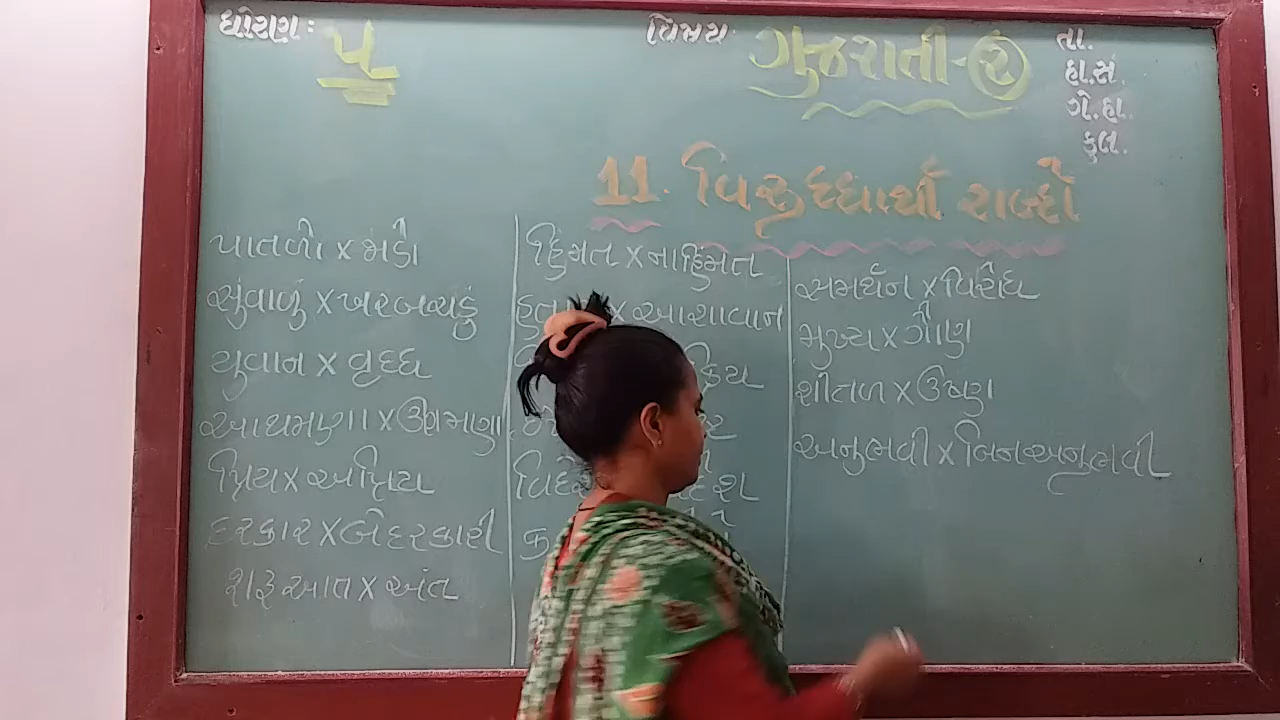 ધોરણ: ૫
વિષય: ગુજરાતી-૨
તા.
હા.સં.
ગે.હા.
કુલ.
11. વિરુદ્ધાર્થી શબ્દો
પાતળો x જાડો
સુંવાળું x ખરબચડું
યુવાન x વૃદ્ધ
આથમણા x ઉગમણા
પ્રિય x અપ્રિય
દરકાર x બેદરકારી
શરૂઆત x અંત
હિંમત x નાહિંમત
x આશાવાન
સમર્થન x વિરોધ
મુખ્ય x ગૌણ
શીતળ x ઉષ્ણ
અનુભવી x બિનઅનુભવી